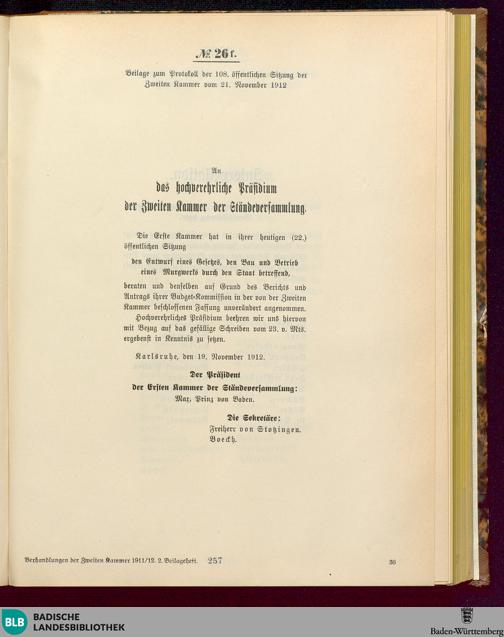 № 26 f.
Beilage zum Protokoll der 108. öffentlichen Sitzung der
Zweiten Kammer vom 21. November 1912
An
das hochverehrliche Präsidium
der Zweiten Kammer der Ständeversammlung.
Die Erste Kammer hat in ihrer heutigen (22.)
öffentlichen Sitzung
den Entwurf eines Gesetzes, den Bau und Betrieb
eines Murgwerks durch den Staat betreffend,
beraten und denselben auf Grund des Berichts und
Antrags ihrer Budget-Kommission in der von der Zweiten
Kammer beschlossenen Fassung unverändert angenommen.
Hochverehrliches Präsidium beehren wir uns hiervon
mit Bezug auf das gefällige Schreiben vom 23. v. Mts.
ergebenst in Kenntnis zu setzen.
Karlsruhe, den 19. November 1912.
Der Präsident
der Ersten Kammer der Ständeversammlung:
Max, Prinz von Baden.
Die Sekretäre:
Freiherr von Stotzingen.
Boeckh.
Verhandlungen der Zweiten Kammer 1911/12. 2. Beilageheft. 257 36
BLB BADISCHE
LANDESBIBLIOTHEK
Baden-Württemberg